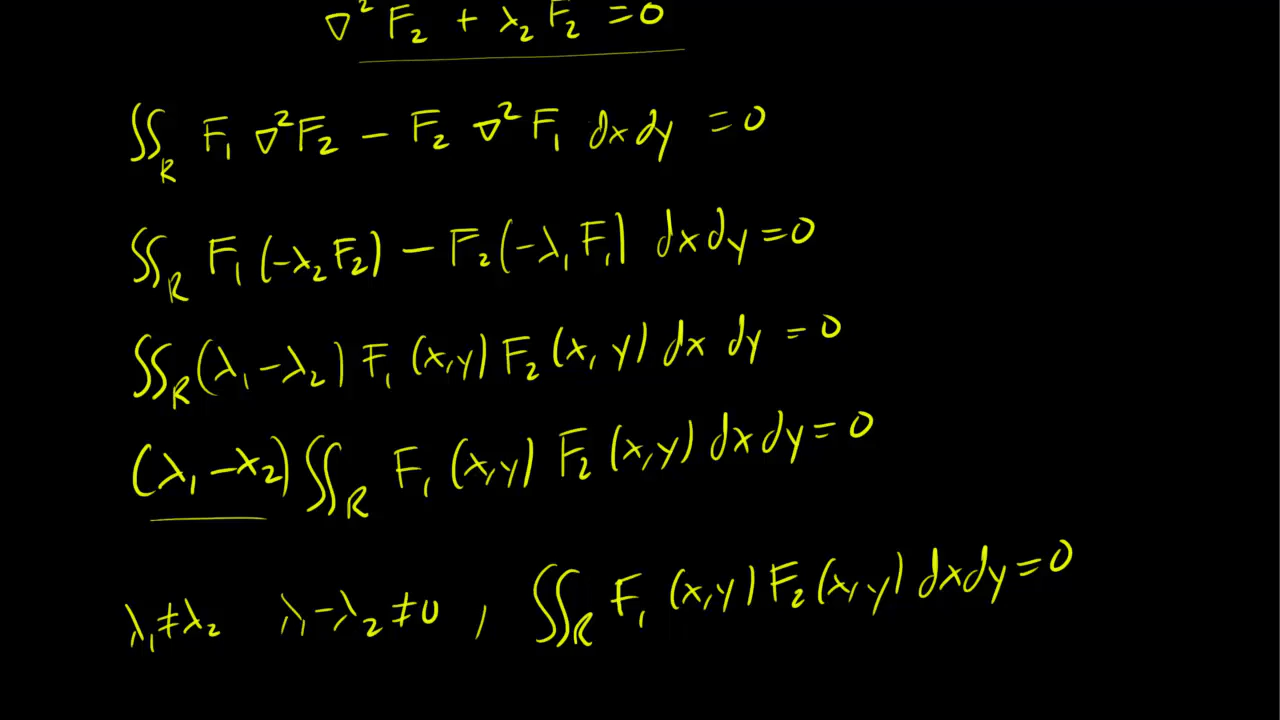 ∇²F₂ + λ₂F₂ = 0
∬_R F₁ ∇²F₂ − F₂ ∇²F₁ dx dy = 0
∬_R F₁(−λ₂F₂) − F₂(−λ₁F₁) dx dy = 0
∬_R (λ₁−λ₂) F₁(x,y) F₂(x,y) dx dy = 0
(λ₁−λ₂) ∬_R F₁(x,y) F₂(x,y) dx dy = 0
λ₁≠λ₂ λ₁−λ₂≠0 , ∬_R F₁(x,y) F₂(x,y) dx dy = 0